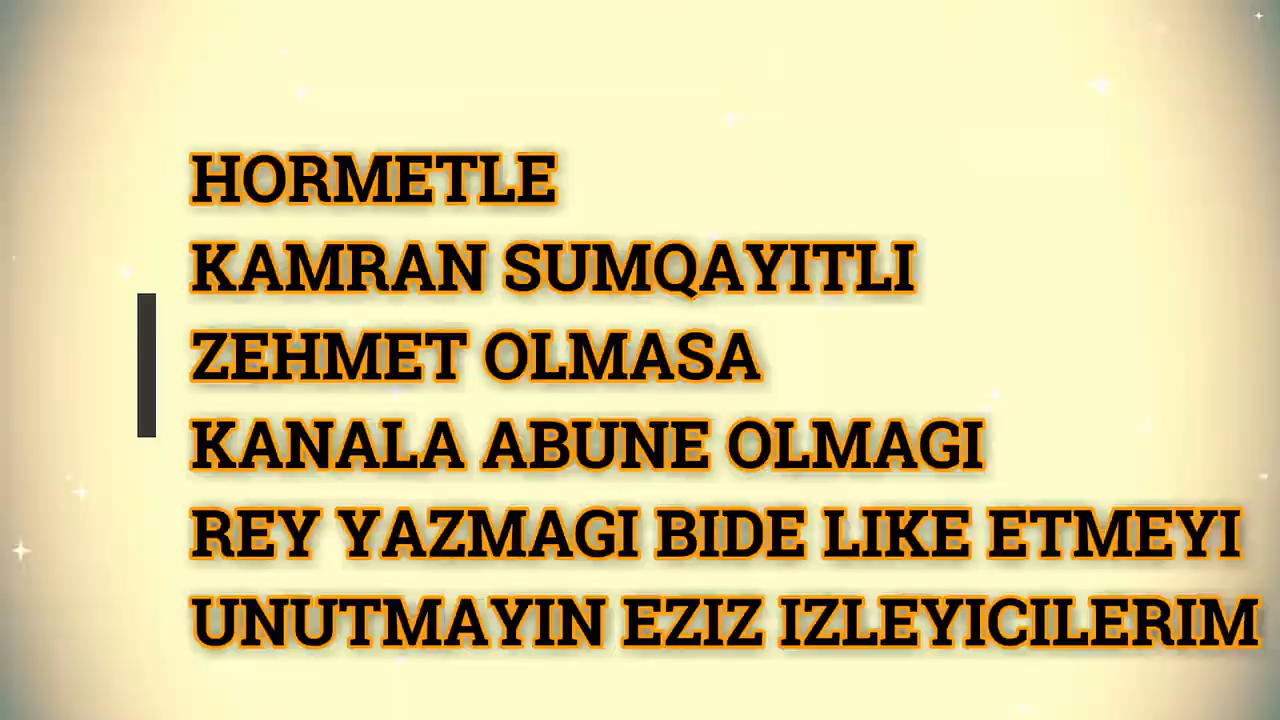 HORMETLE
KAMRAN SUMQAYITLI
ZEHMET OLMASA
KANALA ABUNE OLMAGI
REY YAZMAGI BIDE LIKE ETMEYI
UNUTMAYIN EZIZ IZLEYICILERIM